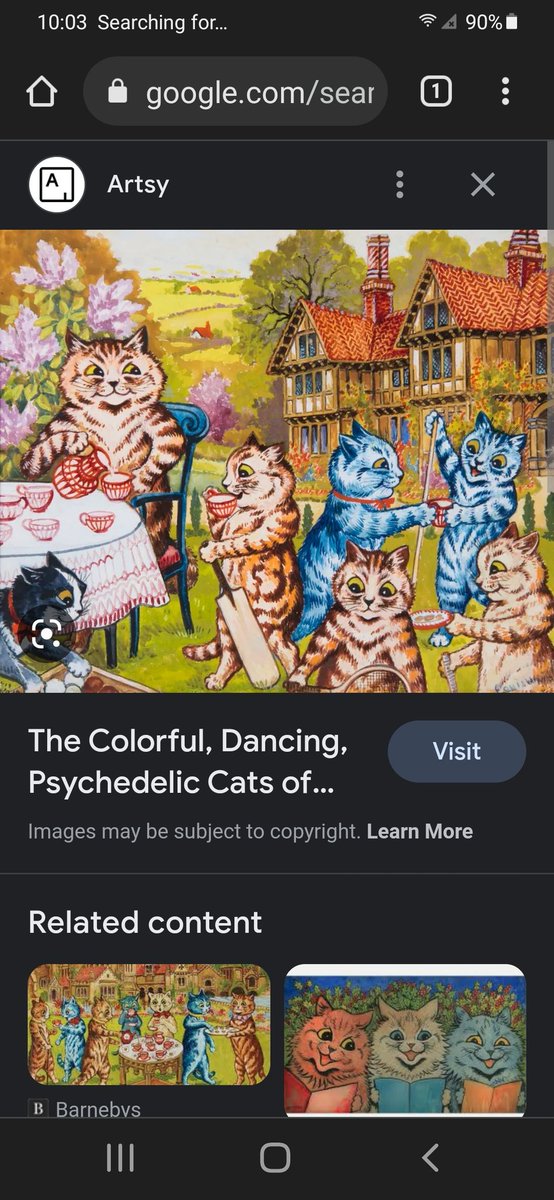 10:03 Searching for... 90%
google.com/sear
1
A
Artsy
The Colorful, Dancing,
Psychedelic Cats of...
Visit
Images may be subject to copyright. Learn More
Related content
B Barnebys